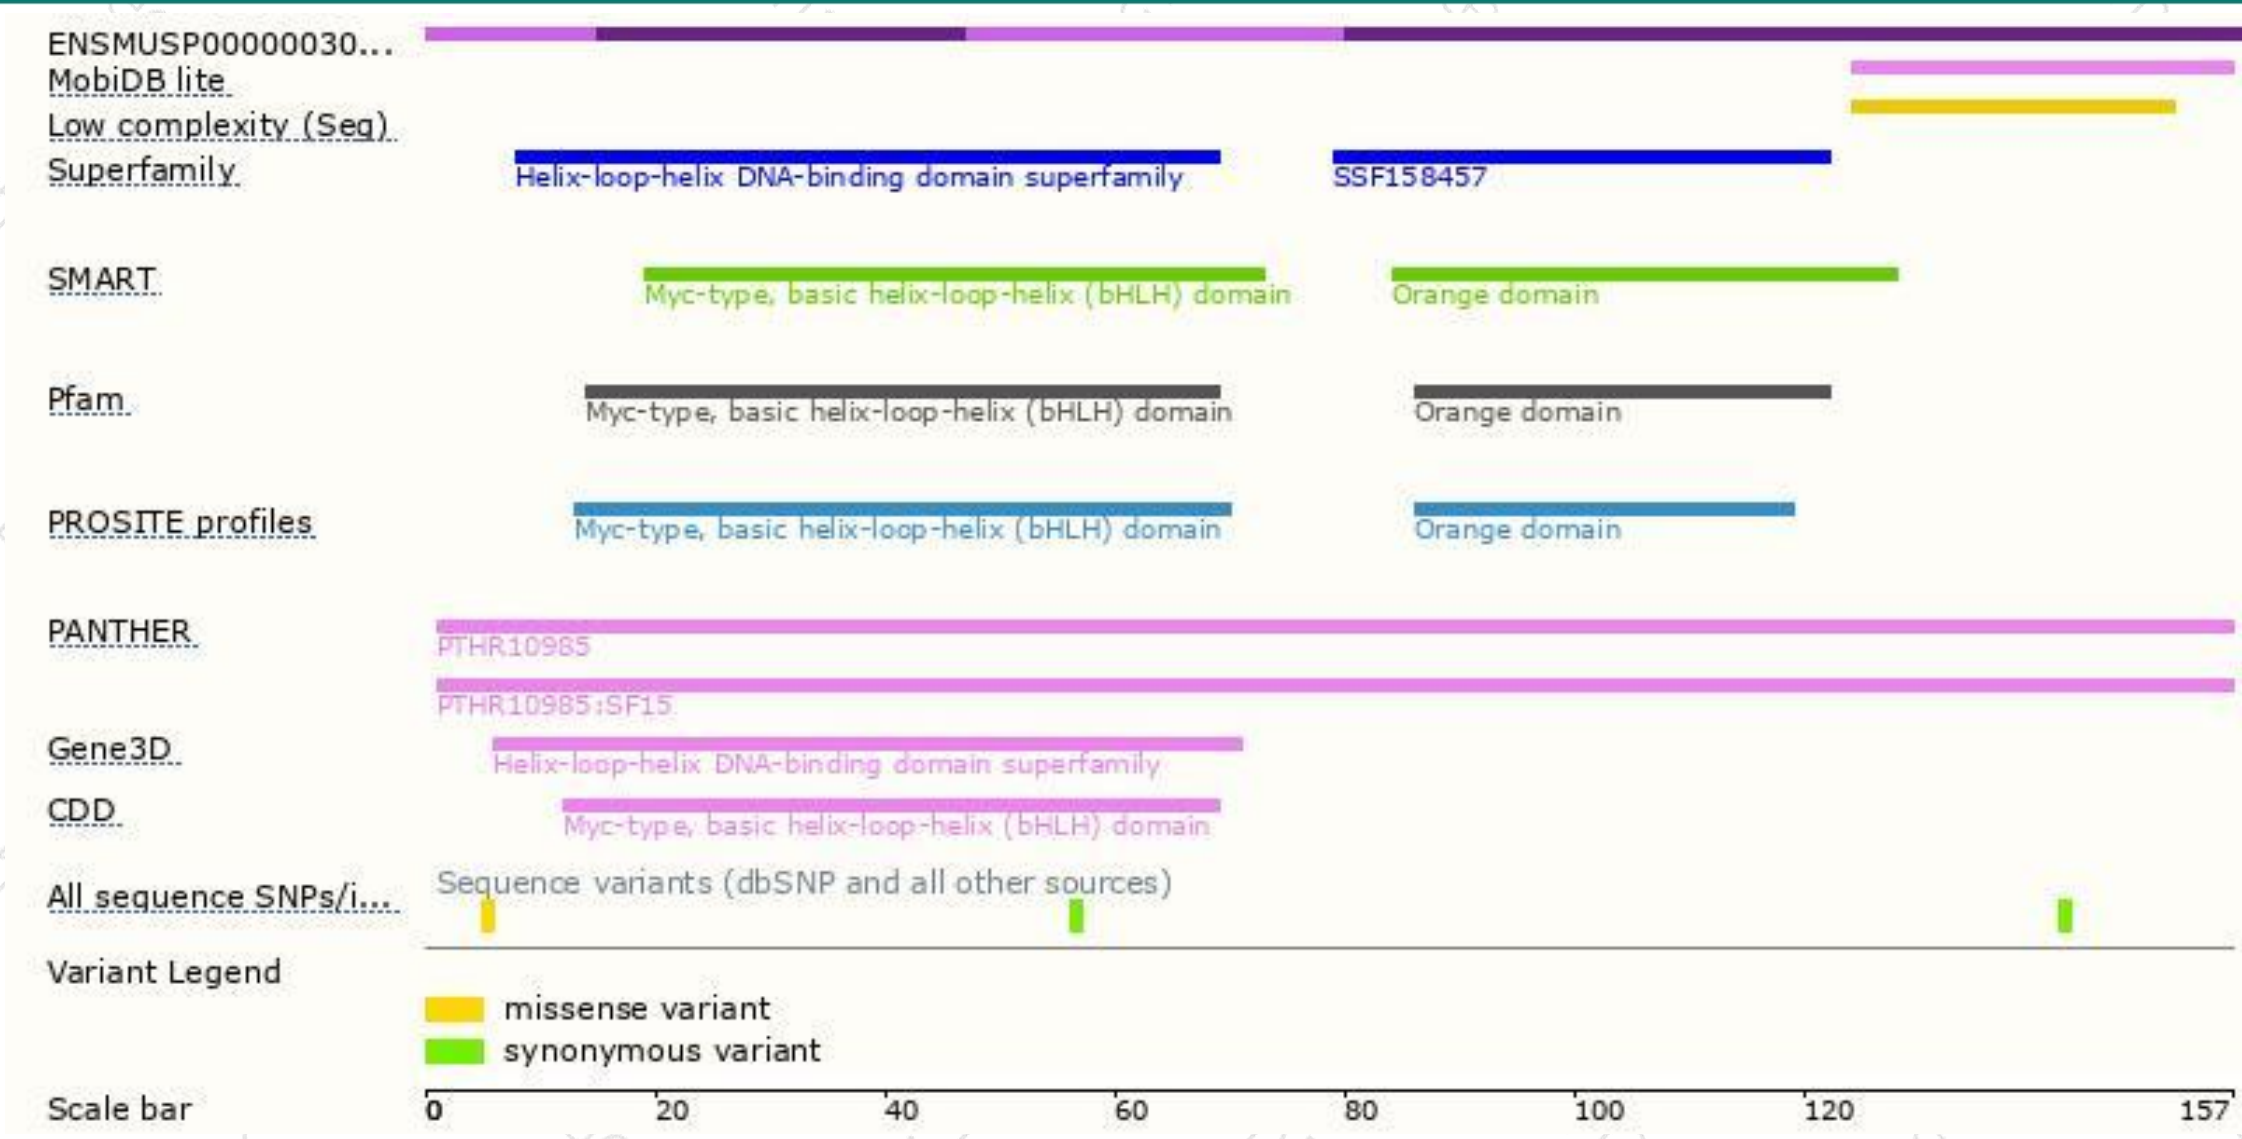 ENSMUSP00000030...
MobiDB lite
Low complexity (Seg)
Superfamily
Helix-loop-helix DNA-binding domain superfamily
SSF158457
SMART
Myc-type, basic helix-loop-helix (bHLH) domain
Orange domain
Pfam
Myc-type, basic helix-loop-helix (bHLH) domain
Orange domain
PROSITE profiles
Myc-type, basic helix-loop-helix (bHLH) domain
Orange domain
PANTHER
PTHR10985
PTHR10985:SF15
Gene3D
Helix-loop-helix DNA-binding domain superfamily
CDD
Myc-type, basic helix-loop-helix (bHLH) domain
All sequence SNPs/i...
Sequence variants (dbSNP and all other sources)
Variant Legend
missense variant
synonymous variant
Scale bar
0 20 40 60 80 100 120 157